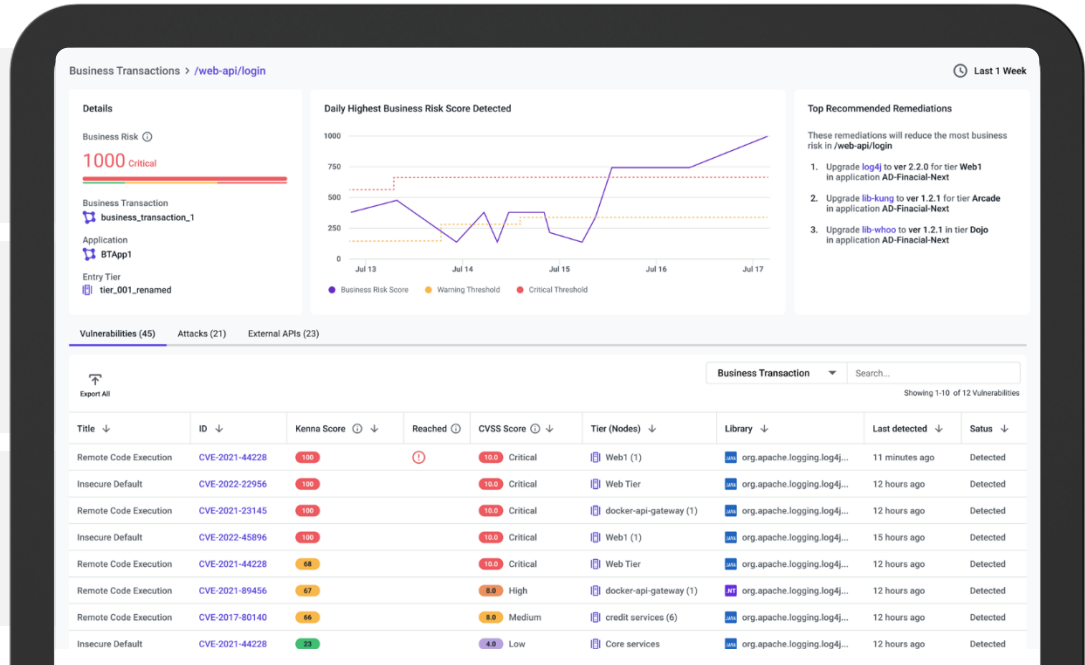 Business Transactions > /web-api/login
Last 1 Week
Details
Business Risk
1000 Critical
Business Transaction
business_transaction_1
Application
BTApp1
Entry Tier
tier_001_renamed
Daily Highest Business Risk Score Detected
1000
750
500
250
0
Jul 13 Jul 14 Jul 15 Jul 16 Jul 17
Business Risk Score Warning Threshold Critical Threshold
Top Recommended Remediations
These remediations will reduce the most business
risk in /web-api/login
1. Upgrade log4j to ver 2.2.0 for tier Web1
in application AD-Finacial-Next
2. Upgrade lib-kung to ver 1.2.1 for tier Arcade
in application AD-Finacial-Next
3. Upgrade lib-whoo to ver 1.2.1 in tier Dojo
in application AD-Finacial-Next
Vulnerabilities (45) Attacks (21) External APIs (23)
Export All
Business Transaction Search...
Showing 1-10 of 12 Vulnerabilities
Title ID Kenna Score Reached CVSS Score Tier (Nodes) Library Last detected Satus
Remote Code Execution CVE-2021-44228 100 10.0 Critical Web1 (1) JAVA org.apache.logging.log4j... 11 minutes ago Detected
Insecure Default CVE-2022-22956 100 10.0 Critical Web Tier JAVA org.apache.logging.log4j... 12 hours ago Detected
Remote Code Execution CVE-2021-23145 100 10.0 Critical docker-api-gateway (1) JAVA org.apache.logging.log4j... 12 hours ago Detected
Insecure Default CVE-2022-45896 100 10.0 Critical Web1 (1) JAVA org.apache.logging.log4j... 15 hours ago Detected
Remote Code Execution CVE-2021-44228 68 10.0 Critical Web Tier JAVA org.apache.logging.log4j... 12 hours ago Detected
Remote Code Execution CVE-2021-89456 67 8.0 High docker-api-gateway (1) .NT org.apache.logging.log4j... 12 hours ago Detected
Remote Code Execution CVE-2017-80140 66 8.0 Medium credit services (6) JAVA org.apache.logging.log4j... 12 hours ago Detected
Insecure Default CVE-2021-44228 23 4.0 Low Core services JAVA org.apache.logging.log4j... 12 hours ago Detected